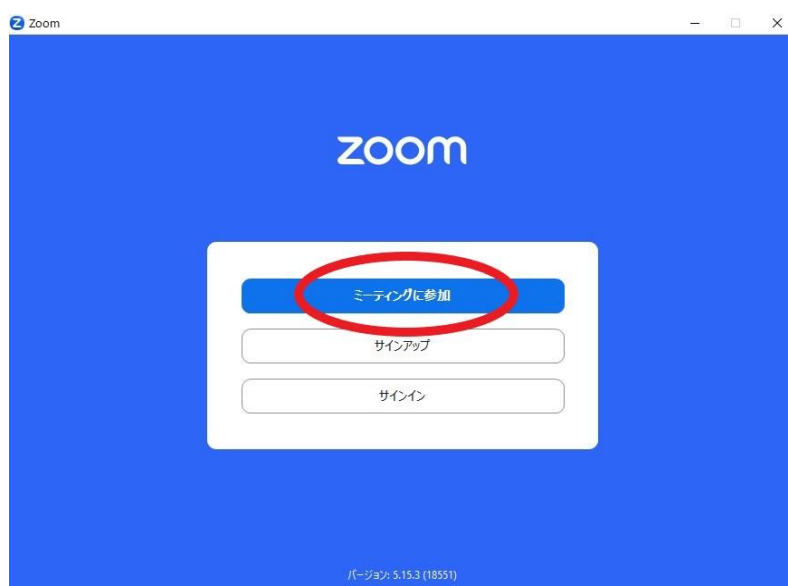 Zoom
zoom
ミーティングに参加
サインアップ
サインイン
バージョン: 5.15.3 (18551)